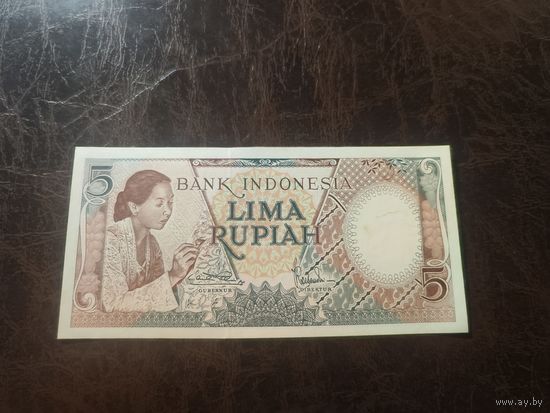 5
BANK INDONESIA
LIMA
RUPIAH
GUBERNUR
DIREKTUR
5
www.ay.by